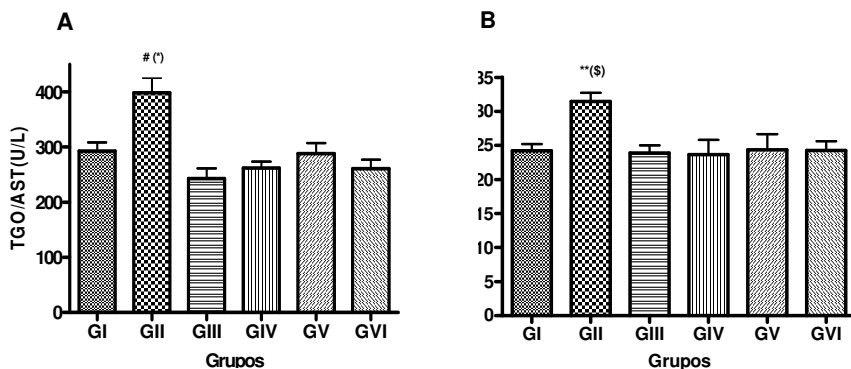 A
# (*)
TGO/AST(U/L)
400
300
200
100
0
GI GII GIII GIV GV GVI
Grupos
B
**($)
35
30
25
20
15
10
5
0
GI GII GIII GIV GV GVI
Grupos